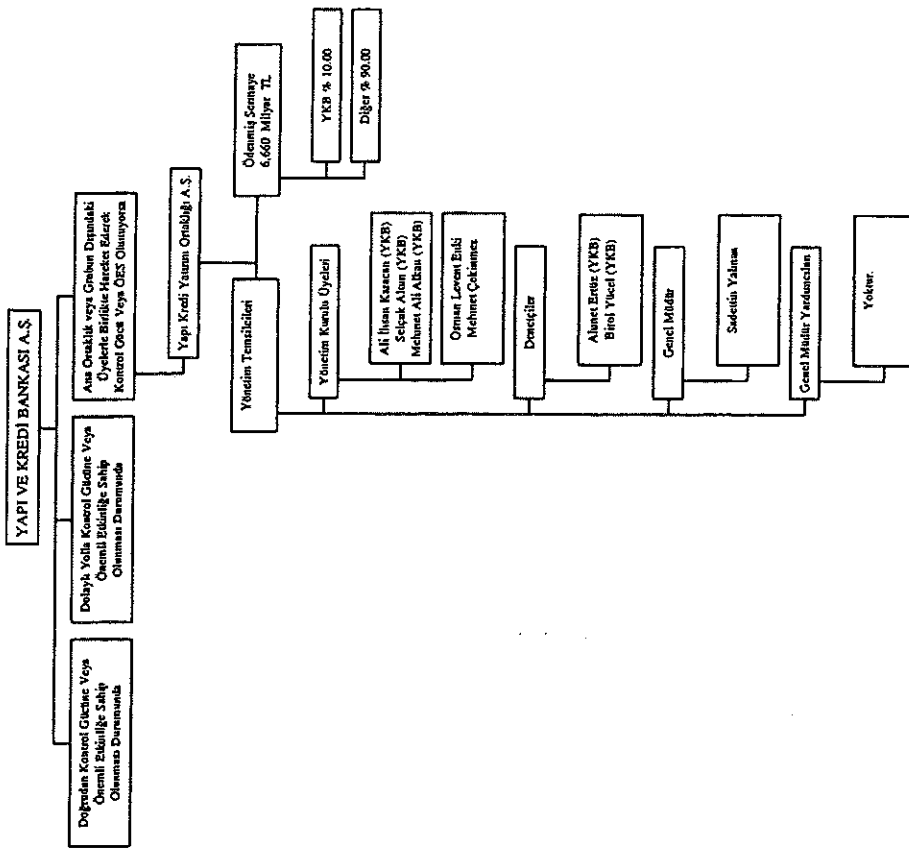 YAPI VE KREDİ BANKASI A.Ş.
Doğrudan Kontrol Gücüne Veya
Önemli Etkinliğe Sahip
Olunması Durumunda
Dolaylı Yolla Kontrol Gücüne Veya
Önemli Etkinliğe Sahip
Olunması Durumunda
Ana Ortaklık veya Grubun Dışındaki
Üyelerle Birlikte Hareket Ederek
Kontrol Gücü Veya ÖES Olunuyorsa
Yapı Kredi Yatırım Ortaklığı A.Ş.
Yönetim Temsilcileri
Ödenmiş Sermaye
6,660 Milyar TL
YKB % 10.00
Diğer % 90.00
Yönetim Kurulu Üyeleri
Ali İhsan Karacan (YKB)
Selçuk Altun (YKB)
Mehmet Ali (YKB)
Osman Levent
Mehmet Çekinmez
Denetçiler
Ahmet Ertüz (YKB)
Birol Yücel (YKB)
Genel Müdür
Sadettin
Genel Müdür Yardımcıları
Yoktur.